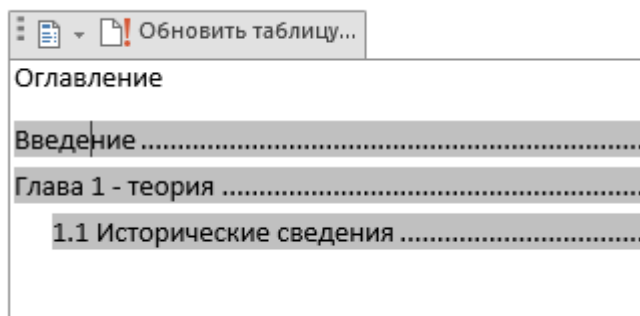 Обновить таблицу...
Оглавление
Введение ..........................................................
Глава 1 - теория ................................................
1.1 Исторические сведения ............................